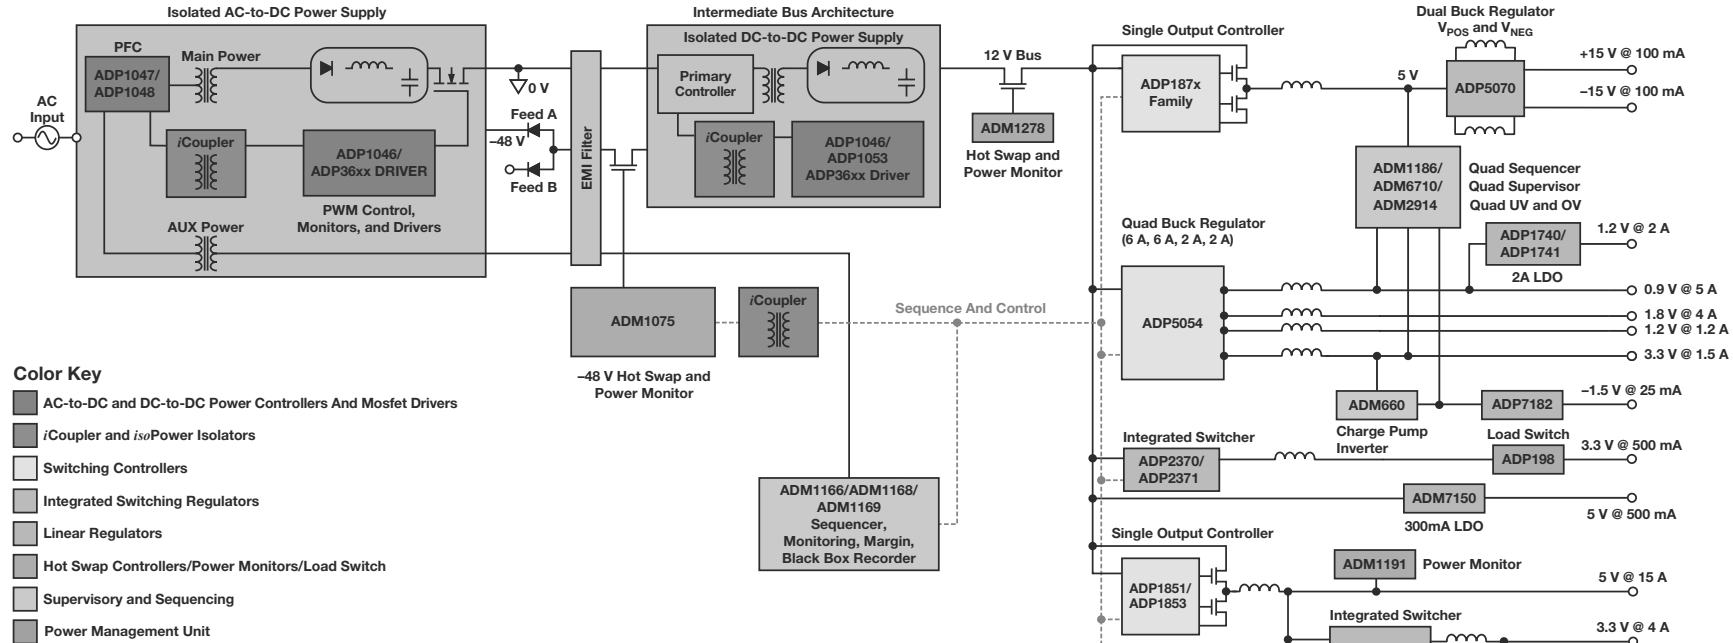 Isolated AC-to-DC Power Supply
PFC
ADP1047/
ADP1048
Main Power
AC
Input
iCoupler
ADP1046/
ADP36xx DRIVER
PWM Control,
Monitors, and Drivers
AUX Power
0 V
Feed A
–48 V
Feed B
EMI Filter
Intermediate Bus Architecture
Isolated DC-to-DC Power Supply
Primary
Controller
iCoupler
ADP1046/
ADP1053
ADP36xx Driver
12 V Bus
ADM1278
Hot Swap and
Power Monitor
ADM1075
–48 V Hot Swap and
Power Monitor
iCoupler
Sequence And Control
ADM1166/ADM1168/
ADM1169
Sequencer,
Monitoring, Margin,
Black Box Recorder
Single Output Controller
ADP187x
Family
5 V
Dual Buck Regulator
VPOS and VNEG
ADP5070
+15 V @ 100 mA
–15 V @ 100 mA
ADM1186/
ADM6710/
ADM2914
Quad Sequencer
Quad Supervisor
Quad UV and OV
Quad Buck Regulator
(6 A, 6 A, 2 A, 2 A)
ADP5054
ADP1740/
ADP1741
2A LDO
1.2 V @ 2 A
0.9 V @ 5 A
1.8 V @ 4 A
1.2 V @ 1.2 A
3.3 V @ 1.5 A
ADM660
Charge Pump
Inverter
ADP7182
–1.5 V @ 25 mA
Integrated Switcher
ADP2370/
ADP2371
Load Switch
ADP198
3.3 V @ 500 mA
ADM7150
300mA LDO
5 V @ 500 mA
Single Output Controller
ADP1851/
ADP1853
ADM1191
Power Monitor
5 V @ 15 A
Integrated Switcher
3.3 V @ 4 A
Color Key
AC-to-DC and DC-to-DC Power Controllers And Mosfet Drivers
iCoupler and isoPower Isolators
Switching Controllers
Integrated Switching Regulators
Linear Regulators
Hot Swap Controllers/Power Monitors/Load Switch
Supervisory and Sequencing
Power Management Unit